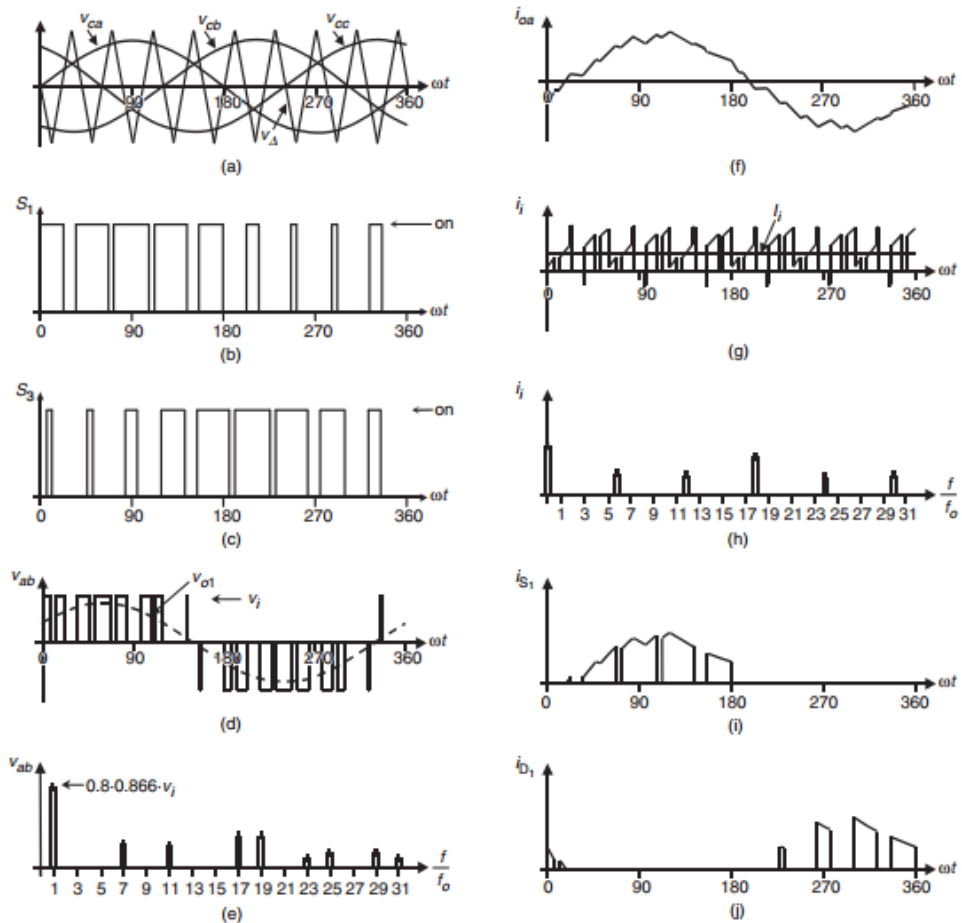 v_ca v_cb v_cc
ωt
90 180 270 360
0
v_Δ
(a)
S_1
on
ωt
0 90 180 270 360
(b)
S_3
on
ωt
0 90 180 270 360
(c)
v_ab
v_o1
v_i
ωt
0 90 180 270 360
(d)
v_ab
0.8·0.866·v_i
f/f_o
1 3 5 7 9 11 13 15 17 19 21 23 25 27 29 31
(e)
i_oa
ωt
0 90 180 270 360
(f)
i_i
I_i
ωt
0 90 180 270 360
(g)
i_i
f/f_o
1 3 5 7 9 11 13 15 17 19 21 23 25 27 29 31
(h)
i_S1
ωt
0 90 180 270 360
(i)
i_D1
ωt
0 90 180 270 360
(j)